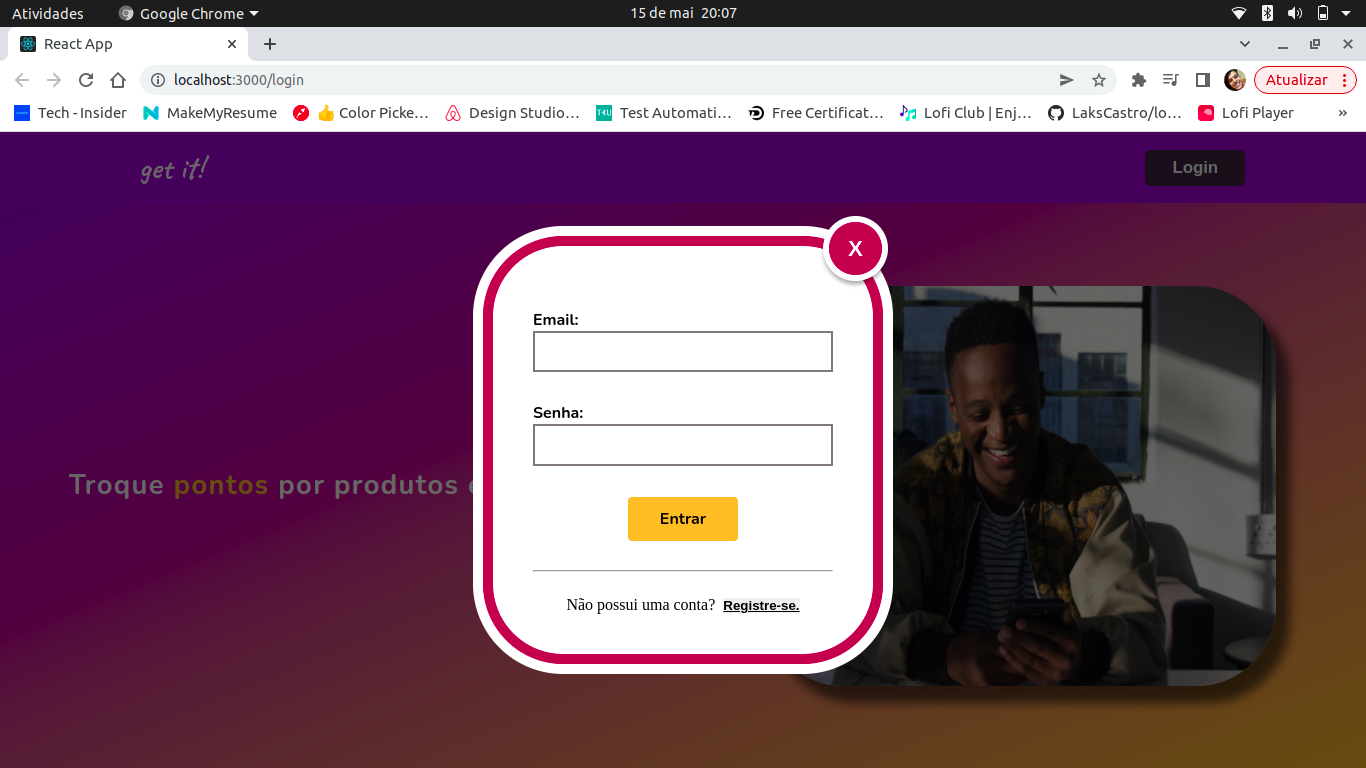 Atividades Google Chrome 15 de mai 20:07
React App
localhost:3000/login Atualizar
Tech - Insider MakeMyResume 👍 Color Picke… Design Studio… Test Automati… Free Certificat… Lofi Club | Enj… LaksCastro/lo… Lofi Player »
get it! Login
X
Email:
Senha:
Troque pontos por produtos
Entrar
Não possui uma conta? Registre-se.